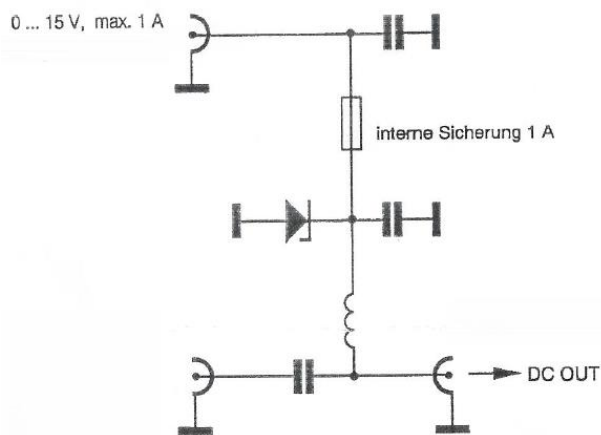 0 ... 15 V, max. 1 A
interne Sicherung 1 A
DC OUT